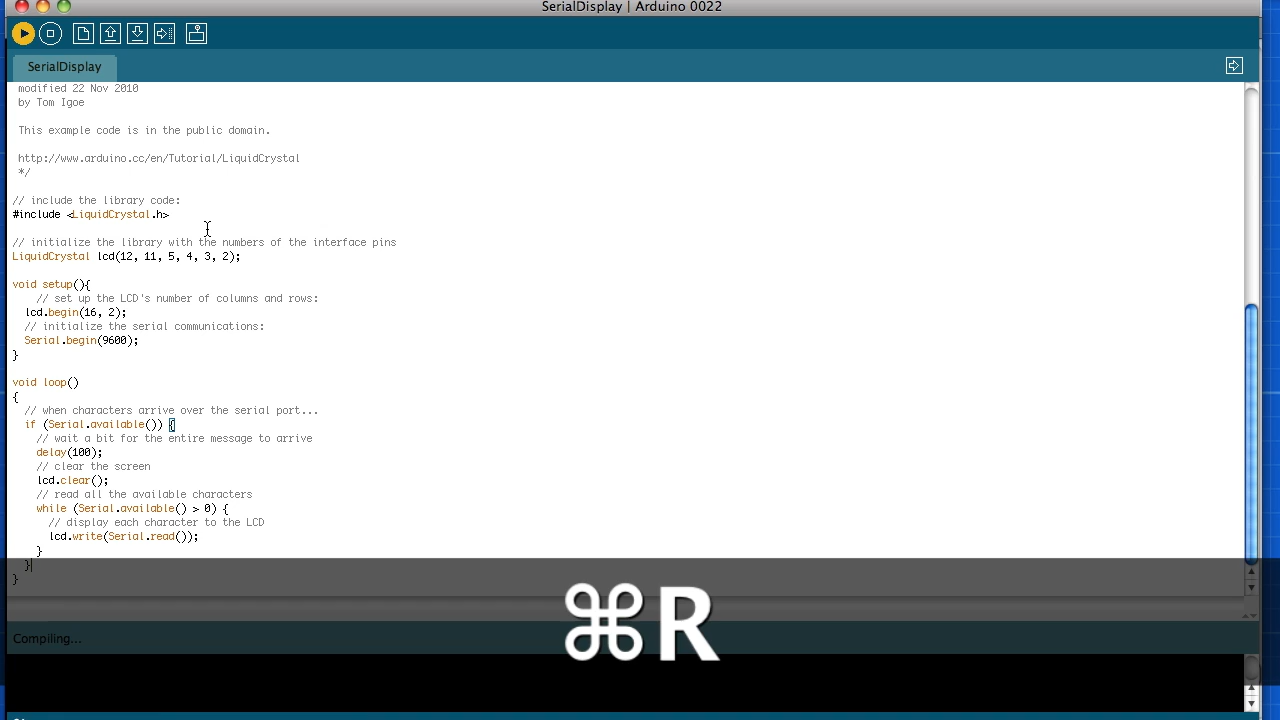 SerialDisplay | Arduino 0022
SerialDisplay
modified 22 Nov 2010
by Tom Igoe
This example code is in the public domain.
http://www.arduino.cc/en/Tutorial/LiquidCrystal
*/
// include the library code:
#include <LiquidCrystal.h>
// initialize the library with the numbers of the interface pins
LiquidCrystal lcd(12, 11, 5, 4, 3, 2);
void setup(){
// set up the LCD's number of columns and rows:
lcd.begin(16, 2);
// initialize the serial communications:
Serial.begin(9600);
}
void loop()
{
// when characters arrive over the serial port...
if (Serial.available()) {
// wait a bit for the entire message to arrive
delay(100);
// clear the screen
lcd.clear();
// read all the available characters
while (Serial.available() > 0) {
// display each character to the LCD
lcd.write(Serial.read());
}
}
}
⌘R
Compiling...